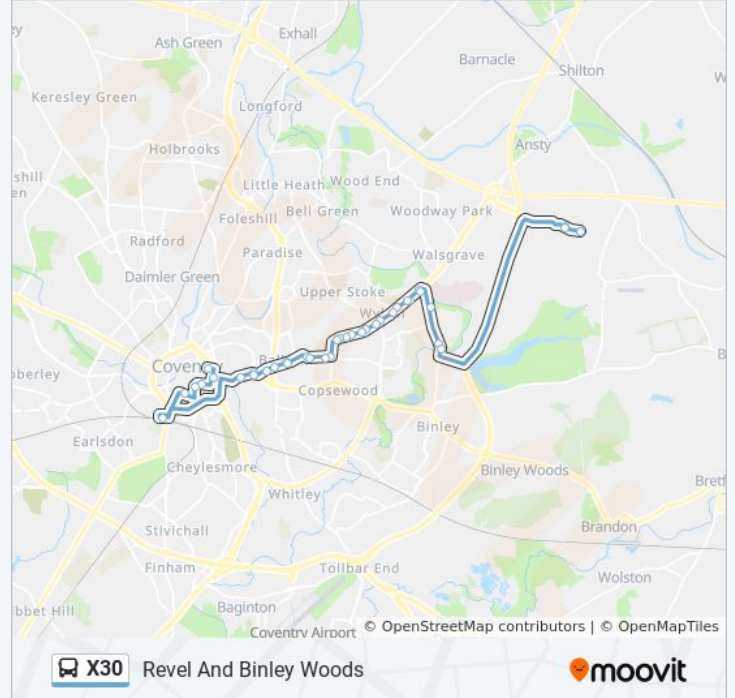 Exhall
Ash Green
Barnacle
Shilton
Keresley Green
Longford
Holbrooks
Ansty
Little Heath
Wood End
Foleshill
Bell Green
Woodway Park
Radford
Paradise
Walsgrave
Daimler Green
Upper Stoke
Copsewood
Earlsdon
Binley
Cheylesmore
Binley Woods
Whitley
Brandon
Stivichall
Finham
Tollbar End
Wolston
Baginton
Coventry Airport
© OpenStreetMap contributors | © OpenMapTiles
X30 Revel And Binley Woods
moovit